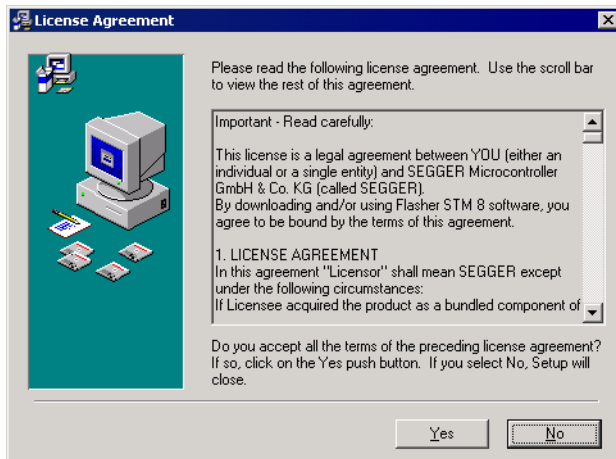 License Agreement
Please read the following license agreement. Use the scroll bar
to view the rest of this agreement.
Important - Read carefully:
This license is a legal agreement between YOU (either an
individual or a single entity) and SEGGER Microcontroller
GmbH & Co. KG (called SEGGER).
By downloading and/or using Flasher STM 8 software, you
agree to be bound by the terms of this agreement.
1. LICENSE AGREEMENT
In this agreement "Licensor" shall mean SEGGER except
under the following circumstances:
If Licensee acquired the product as a bundled component of
Do you accept all the terms of the preceding license agreement?
If so, click on the Yes push button. If you select No, Setup will
close.
Yes
No